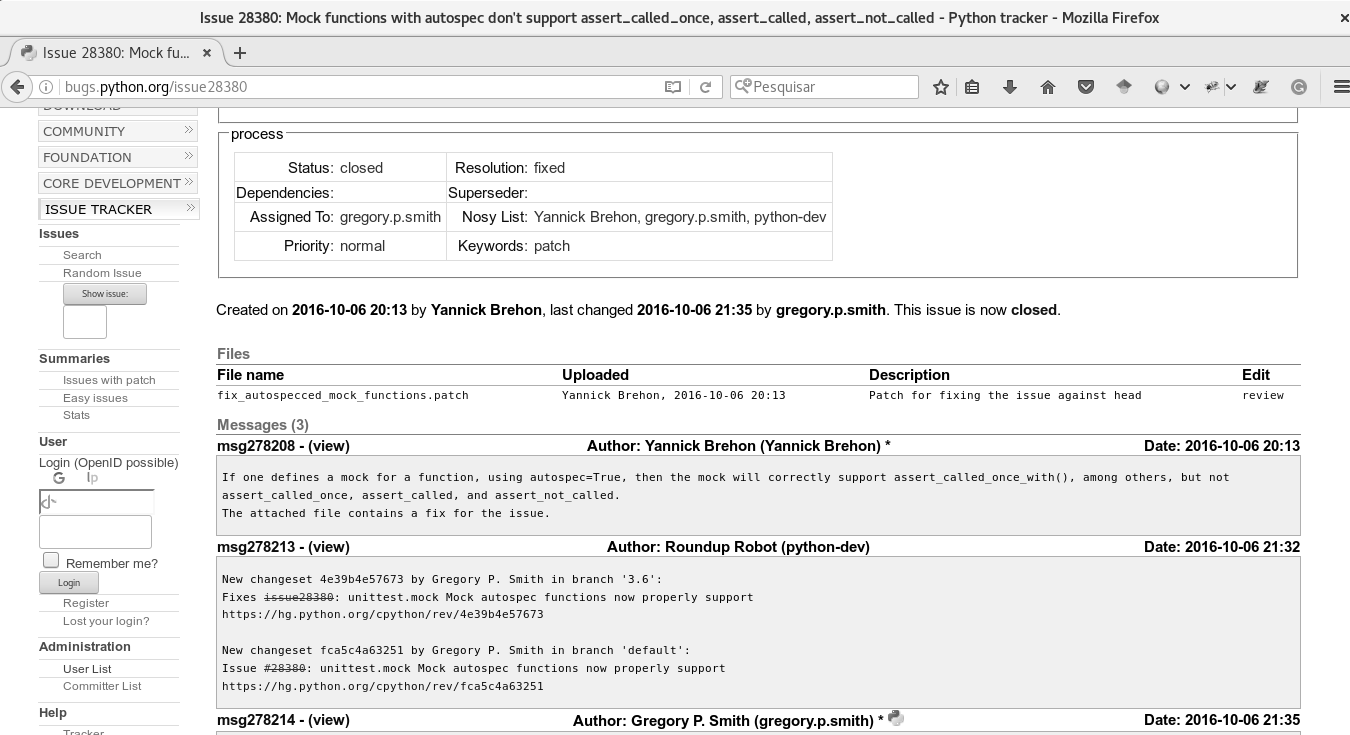 Issue 28380: Mock functions with autospec don't support assert_called_once, assert_called, assert_not_called - Python tracker - Mozilla Firefox
Issue 28380: Mock fu...
bugs.python.org/issue28380
Pesquisar
DOWNLOAD
COMMUNITY
FOUNDATION
CORE DEVELOPMENT
ISSUE TRACKER
Issues
Search
Random Issue
Show issue:
Summaries
Issues with patch
Easy issues
Stats
User
Login (OpenID possible)
Remember me?
Login
Register
Lost your login?
Administration
User List
Committer List
Help
Tracker
process
Status: closed Resolution: fixed
Dependencies: Superseder:
Assigned To: gregory.p.smith Nosy List: Yannick Brehon, gregory.p.smith, python-dev
Priority: normal Keywords: patch
Created on 2016-10-06 20:13 by Yannick Brehon, last changed 2016-10-06 21:35 by gregory.p.smith. This issue is now closed.
Files
File name Uploaded Description Edit
fix_autospecced_mock_functions.patch Yannick Brehon, 2016-10-06 20:13 Patch for fixing the issue against head review
Messages (3)
msg278208 - (view) Author: Yannick Brehon (Yannick Brehon) * Date: 2016-10-06 20:13
If one defines a mock for a function, using autospec=True, then the mock will correctly support assert_called_once_with(), among others, but not
assert_called_once, assert_called, and assert_not_called.
The attached file contains a fix for the issue.
msg278213 - (view) Author: Roundup Robot (python-dev) Date: 2016-10-06 21:32
New changeset 4e39b4e57673 by Gregory P. Smith in branch '3.6':
Fixes issue28380: unittest.mock Mock autospec functions now properly support
https://hg.python.org/cpython/rev/4e39b4e57673
New changeset fca5c4a63251 by Gregory P. Smith in branch 'default':
Issue #28380: unittest.mock Mock autospec functions now properly support
https://hg.python.org/cpython/rev/fca5c4a63251
msg278214 - (view) Author: Gregory P. Smith (gregory.p.smith) * Date: 2016-10-06 21:35